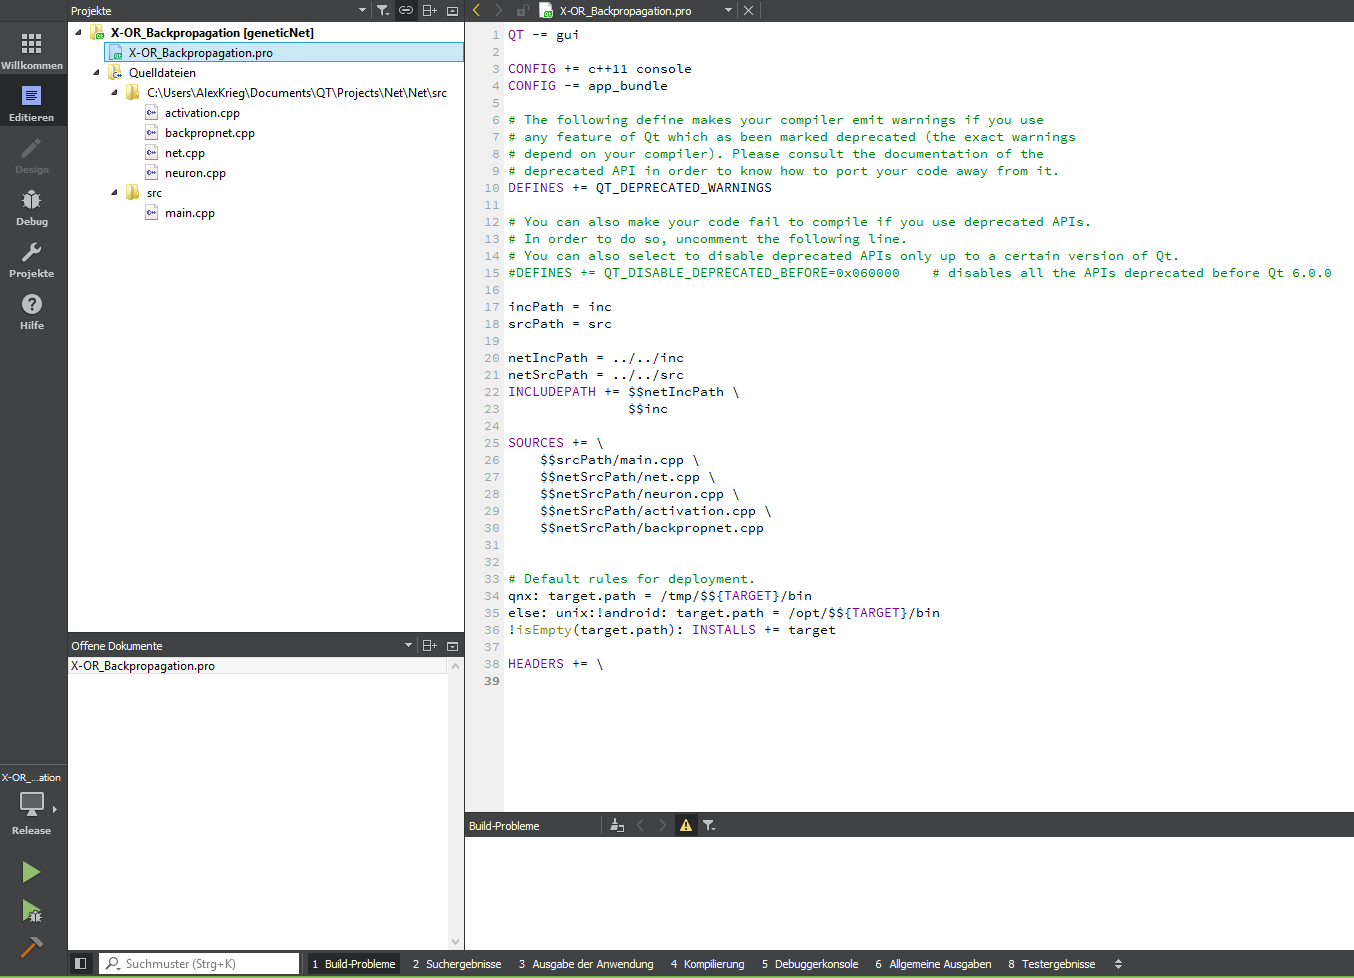 Projekte
X-OR_Backpropagation.pro
Willkommen
Editieren
Design
Debug
Projekte
Hilfe
X-OR_Backpropagation [geneticNet]
X-OR_Backpropagation.pro
Quelldateien
C:\Users\AlexKrieg\Documents\QT\Projects\Net\Net\src
activation.cpp
backpropnet.cpp
net.cpp
neuron.cpp
src
main.cpp
1 QT -= gui
2
3 CONFIG += c++11 console
4 CONFIG -= app_bundle
5
6 # The following define makes your compiler emit warnings if you use
7 # any feature of Qt which as been marked deprecated (the exact warnings
8 # depend on your compiler). Please consult the documentation of the
9 # deprecated API in order to know how to port your code away from it.
10 DEFINES += QT_DEPRECATED_WARNINGS
11
12 # You can also make your code fail to compile if you use deprecated APIs.
13 # In order to do so, uncomment the following line.
14 # You can also select to disable deprecated APIs only up to a certain version of Qt.
15 #DEFINES += QT_DISABLE_DEPRECATED_BEFORE=0x060000    # disables all the APIs deprecated before Qt 6.0.0
16
17 incPath = inc
18 srcPath = src
19
20 netIncPath = ../../inc
21 netSrcPath = ../../src
22 INCLUDEPATH += $$netIncPath \
23                $$inc
24
25 SOURCES += \
26     $$srcPath/main.cpp \
27     $$netSrcPath/net.cpp \
28     $$netSrcPath/neuron.cpp \
29     $$netSrcPath/activation.cpp \
30     $$netSrcPath/backpropnet.cpp
31
32
33 # Default rules for deployment.
34 qnx: target.path = /tmp/$${TARGET}/bin
35 else: unix:!android: target.path = /opt/$${TARGET}/bin
36 !isEmpty(target.path): INSTALLS += target
37
38 HEADERS += \
39
Offene Dokumente
X-OR_Backpropagation.pro
X-OR_...ation
Release
Build-Probleme
Suchmuster (Strg+K)
1 Build-Probleme
2 Suchergebnisse
3 Ausgabe der Anwendung
4 Kompilierung
5 Debuggerkonsole
6 Allgemeine Ausgaben
8 Testergebnisse